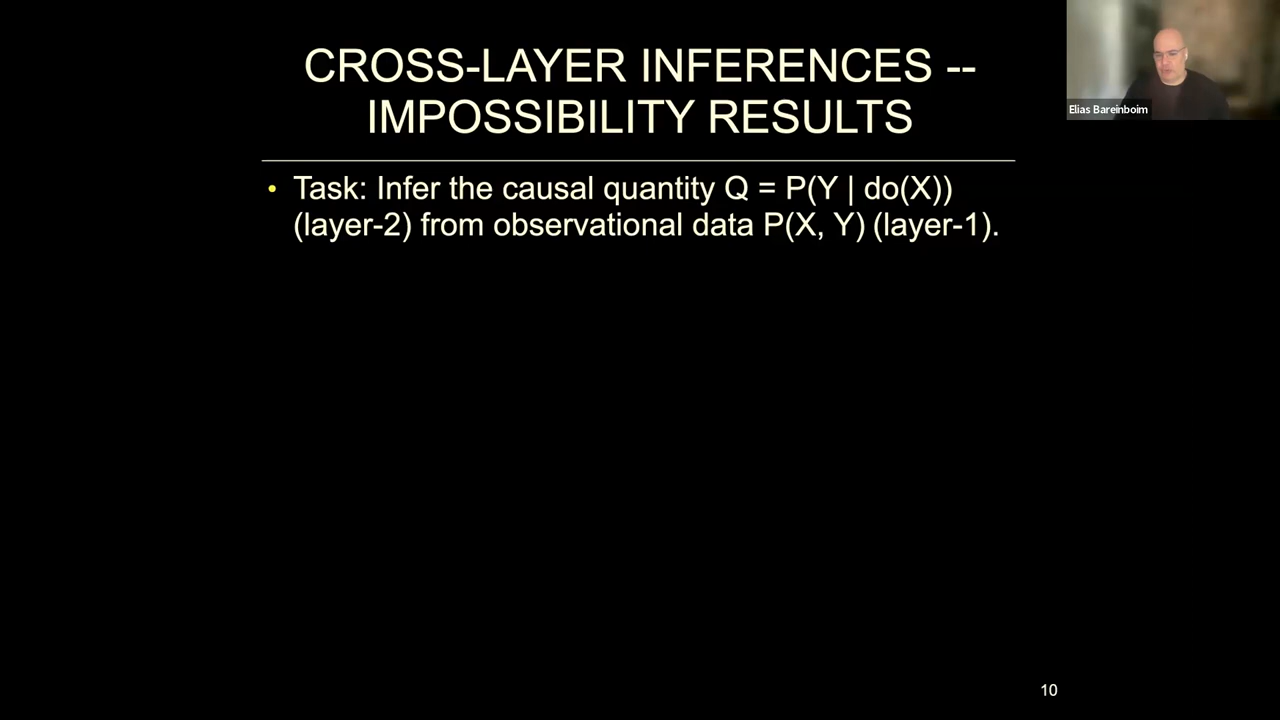 CROSS-LAYER INFERENCES --
IMPOSSIBILITY RESULTS
Elias Bareinboim
• Task: Infer the causal quantity Q = P(Y | do(X))
(layer-2) from observational data P(X, Y) (layer-1).
10